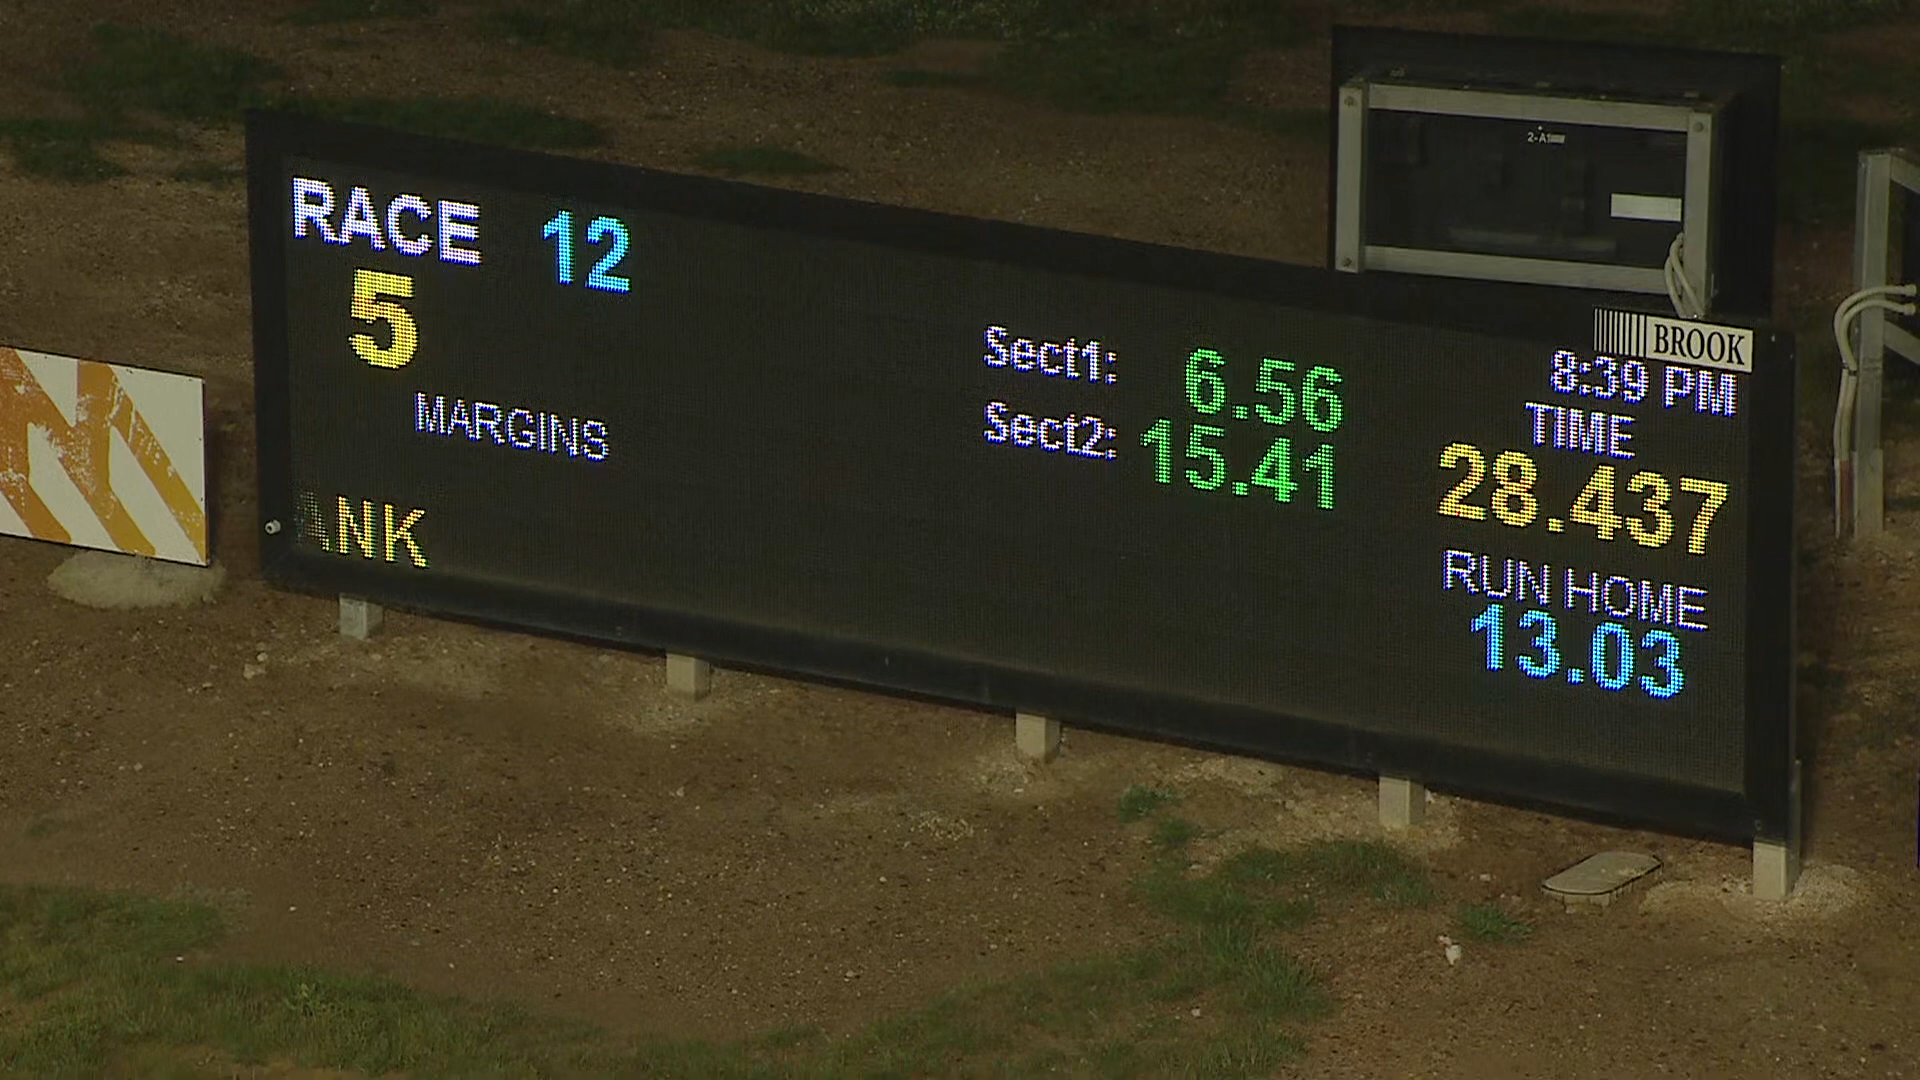 RACE 12
5
MARGINS
ANK
Sect1: 6.56
Sect2: 15.41
BROOK
8:39 PM
TIME
28.437
RUN HOME
13.03